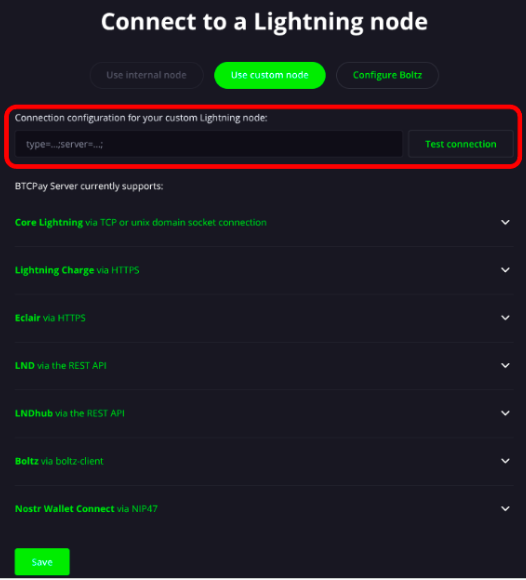 Connect to a Lightning node
Use internal node
Use custom node
Configure Boltz
Connection configuration for your custom Lightning node:
type=...;server=...;
Test connection
BTCPay Server currently supports:
Core Lightning via TCP or unix domain socket connection
Lightning Charge via HTTPS
Eclair via HTTPS
LND via the REST API
LNDhub via the REST API
Boltz via boltz-client
Nostr Wallet Connect via NIP47
Save